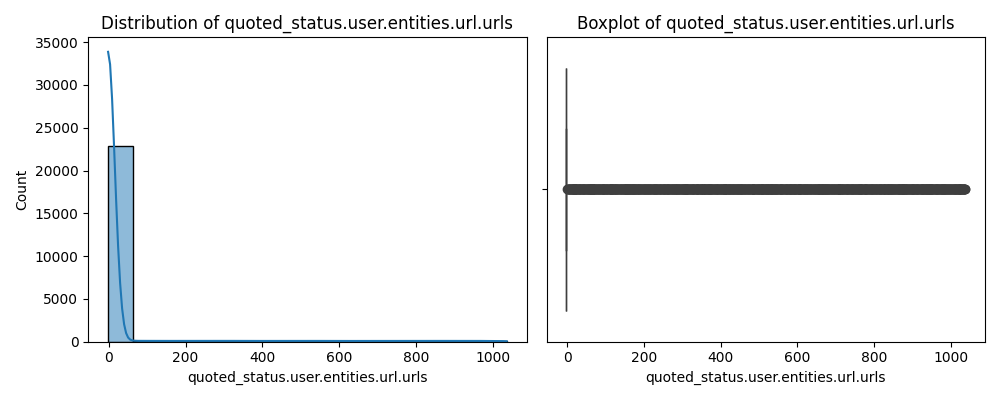 Distribution of quoted_status.user.entities.url.urls
Boxplot of quoted_status.user.entities.url.urls
35000
30000
25000
20000
15000
10000
5000
0
Count
0 200 400 600 800 1000
quoted_status.user.entities.url.urls
0 200 400 600 800 1000
quoted_status.user.entities.url.urls